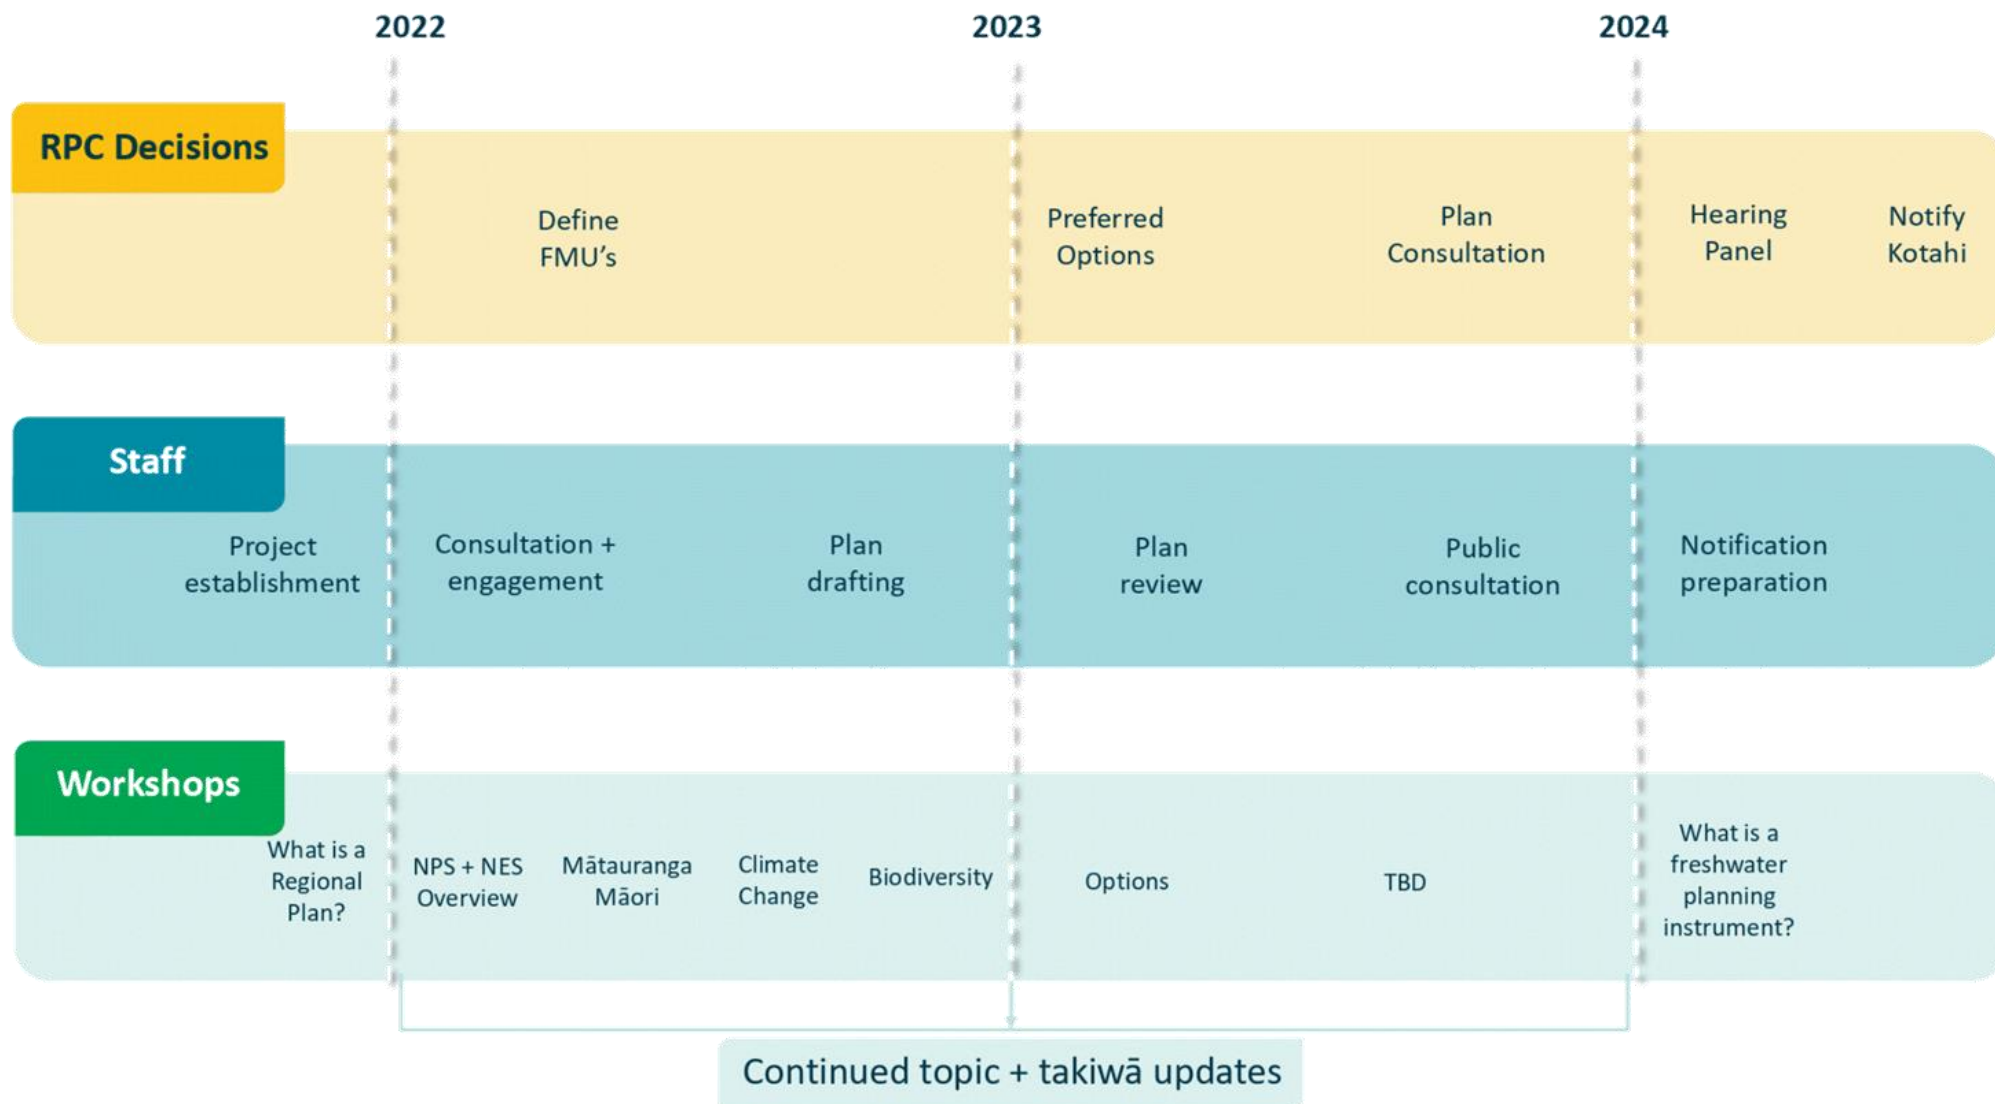 2022
2023
2024
RPC Decisions
Define
FMU's
Preferred
Options
Plan
Consultation
Hearing
Panel
Notify
Kotahi
Staff
Project
establishment
Consultation +
engagement
Plan
drafting
Plan
review
Public
consultation
Notification
preparation
Workshops
What is a
Regional
Plan?
NPS + NES
Overview
Mātauranga
Māori
Climate
Change
Biodiversity
Options
TBD
What is a
freshwater
planning
instrument?
Continued topic + takiwā updates